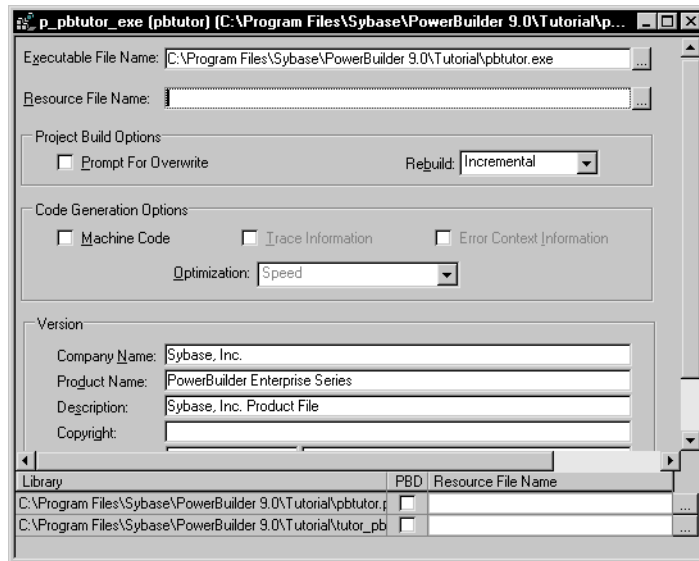 p_pbtutor_exe (pbtutor) (C:\Program Files\Sybase\PowerBuilder 9.0\Tutorial\p...
Executable File Name: C:\Program Files\Sybase\PowerBuilder 9.0\Tutorial\pbtutor.exe ...
Resource File Name: ...
Project Build Options
Prompt For Overwrite Rebuild: Incremental
Code Generation Options
Machine Code Trace Information Error Context Information
Optimization: Speed
Version
Company Name: Sybase, Inc.
Product Name: PowerBuilder Enterprise Series
Description: Sybase, Inc. Product File
Copyright:
Library PBD Resource File Name
C:\Program Files\Sybase\PowerBuilder 9.0\Tutorial\pbtutor.p ...
C:\Program Files\Sybase\PowerBuilder 9.0\Tutorial\tutor_pb ...